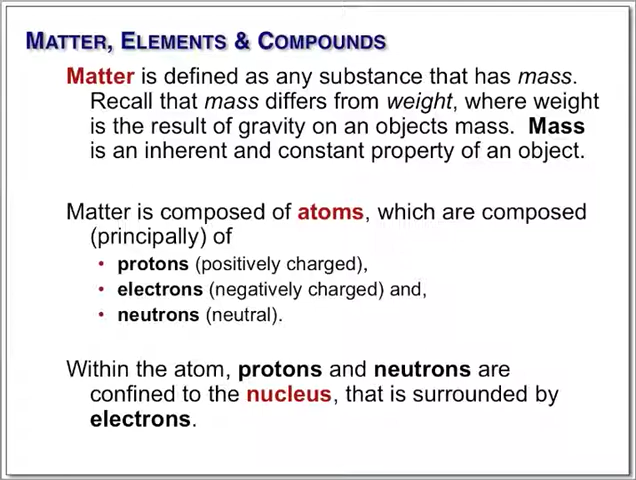 MATTER, ELEMENTS & COMPOUNDS
Matter is defined as any substance that has mass.
Recall that mass differs from weight, where weight
is the result of gravity on an objects mass. Mass
is an inherent and constant property of an object.
Matter is composed of atoms, which are composed
(principally) of
• protons (positively charged),
• electrons (negatively charged) and,
• neutrons (neutral).
Within the atom, protons and neutrons are
confined to the nucleus, that is surrounded by
electrons.